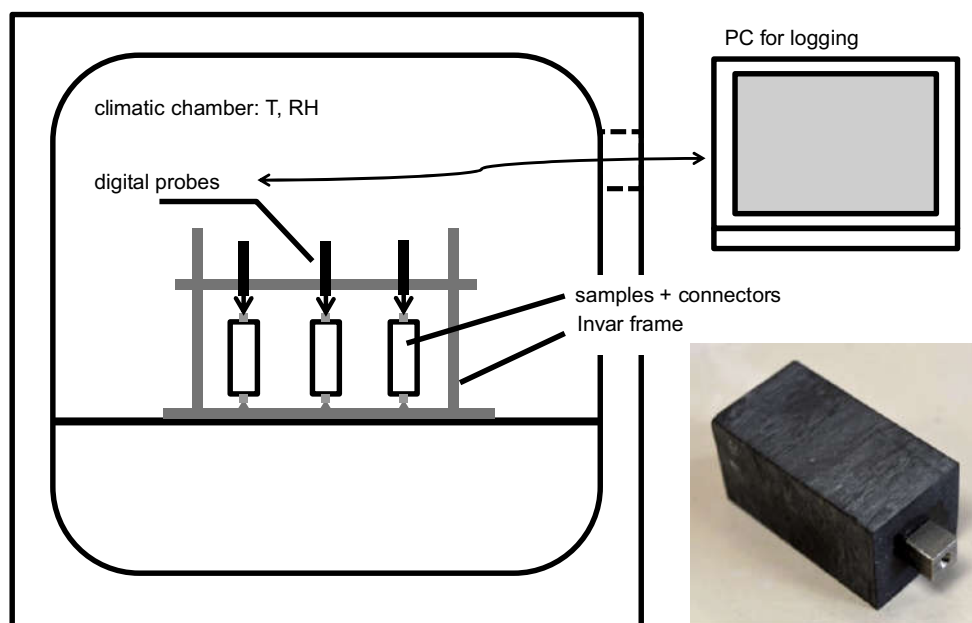 PC for logging
climatic chamber: T, RH
digital probes
samples + connectors
Invar frame